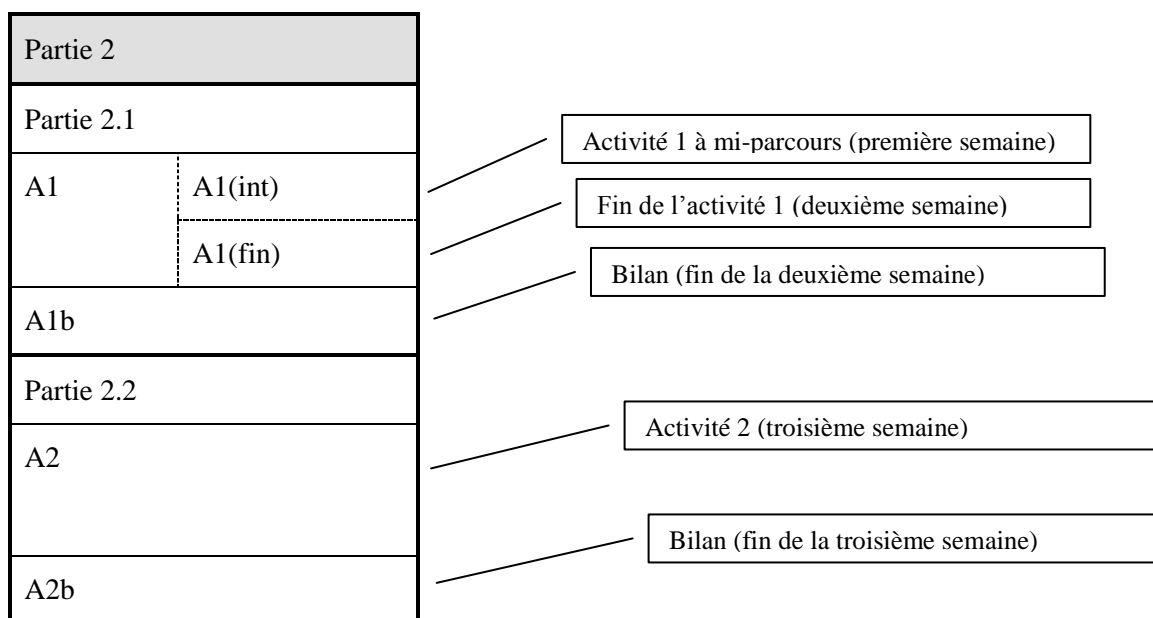 Partie 2
Partie 2.1
Activité 1 à mi-parcours (première semaine)
A1
A1(int)
Fin de l’activité 1 (deuxième semaine)
A1(fin)
Bilan (fin de la deuxième semaine)
A1b
Partie 2.2
Activité 2 (troisième semaine)
A2
Bilan (fin de la troisième semaine)
A2b